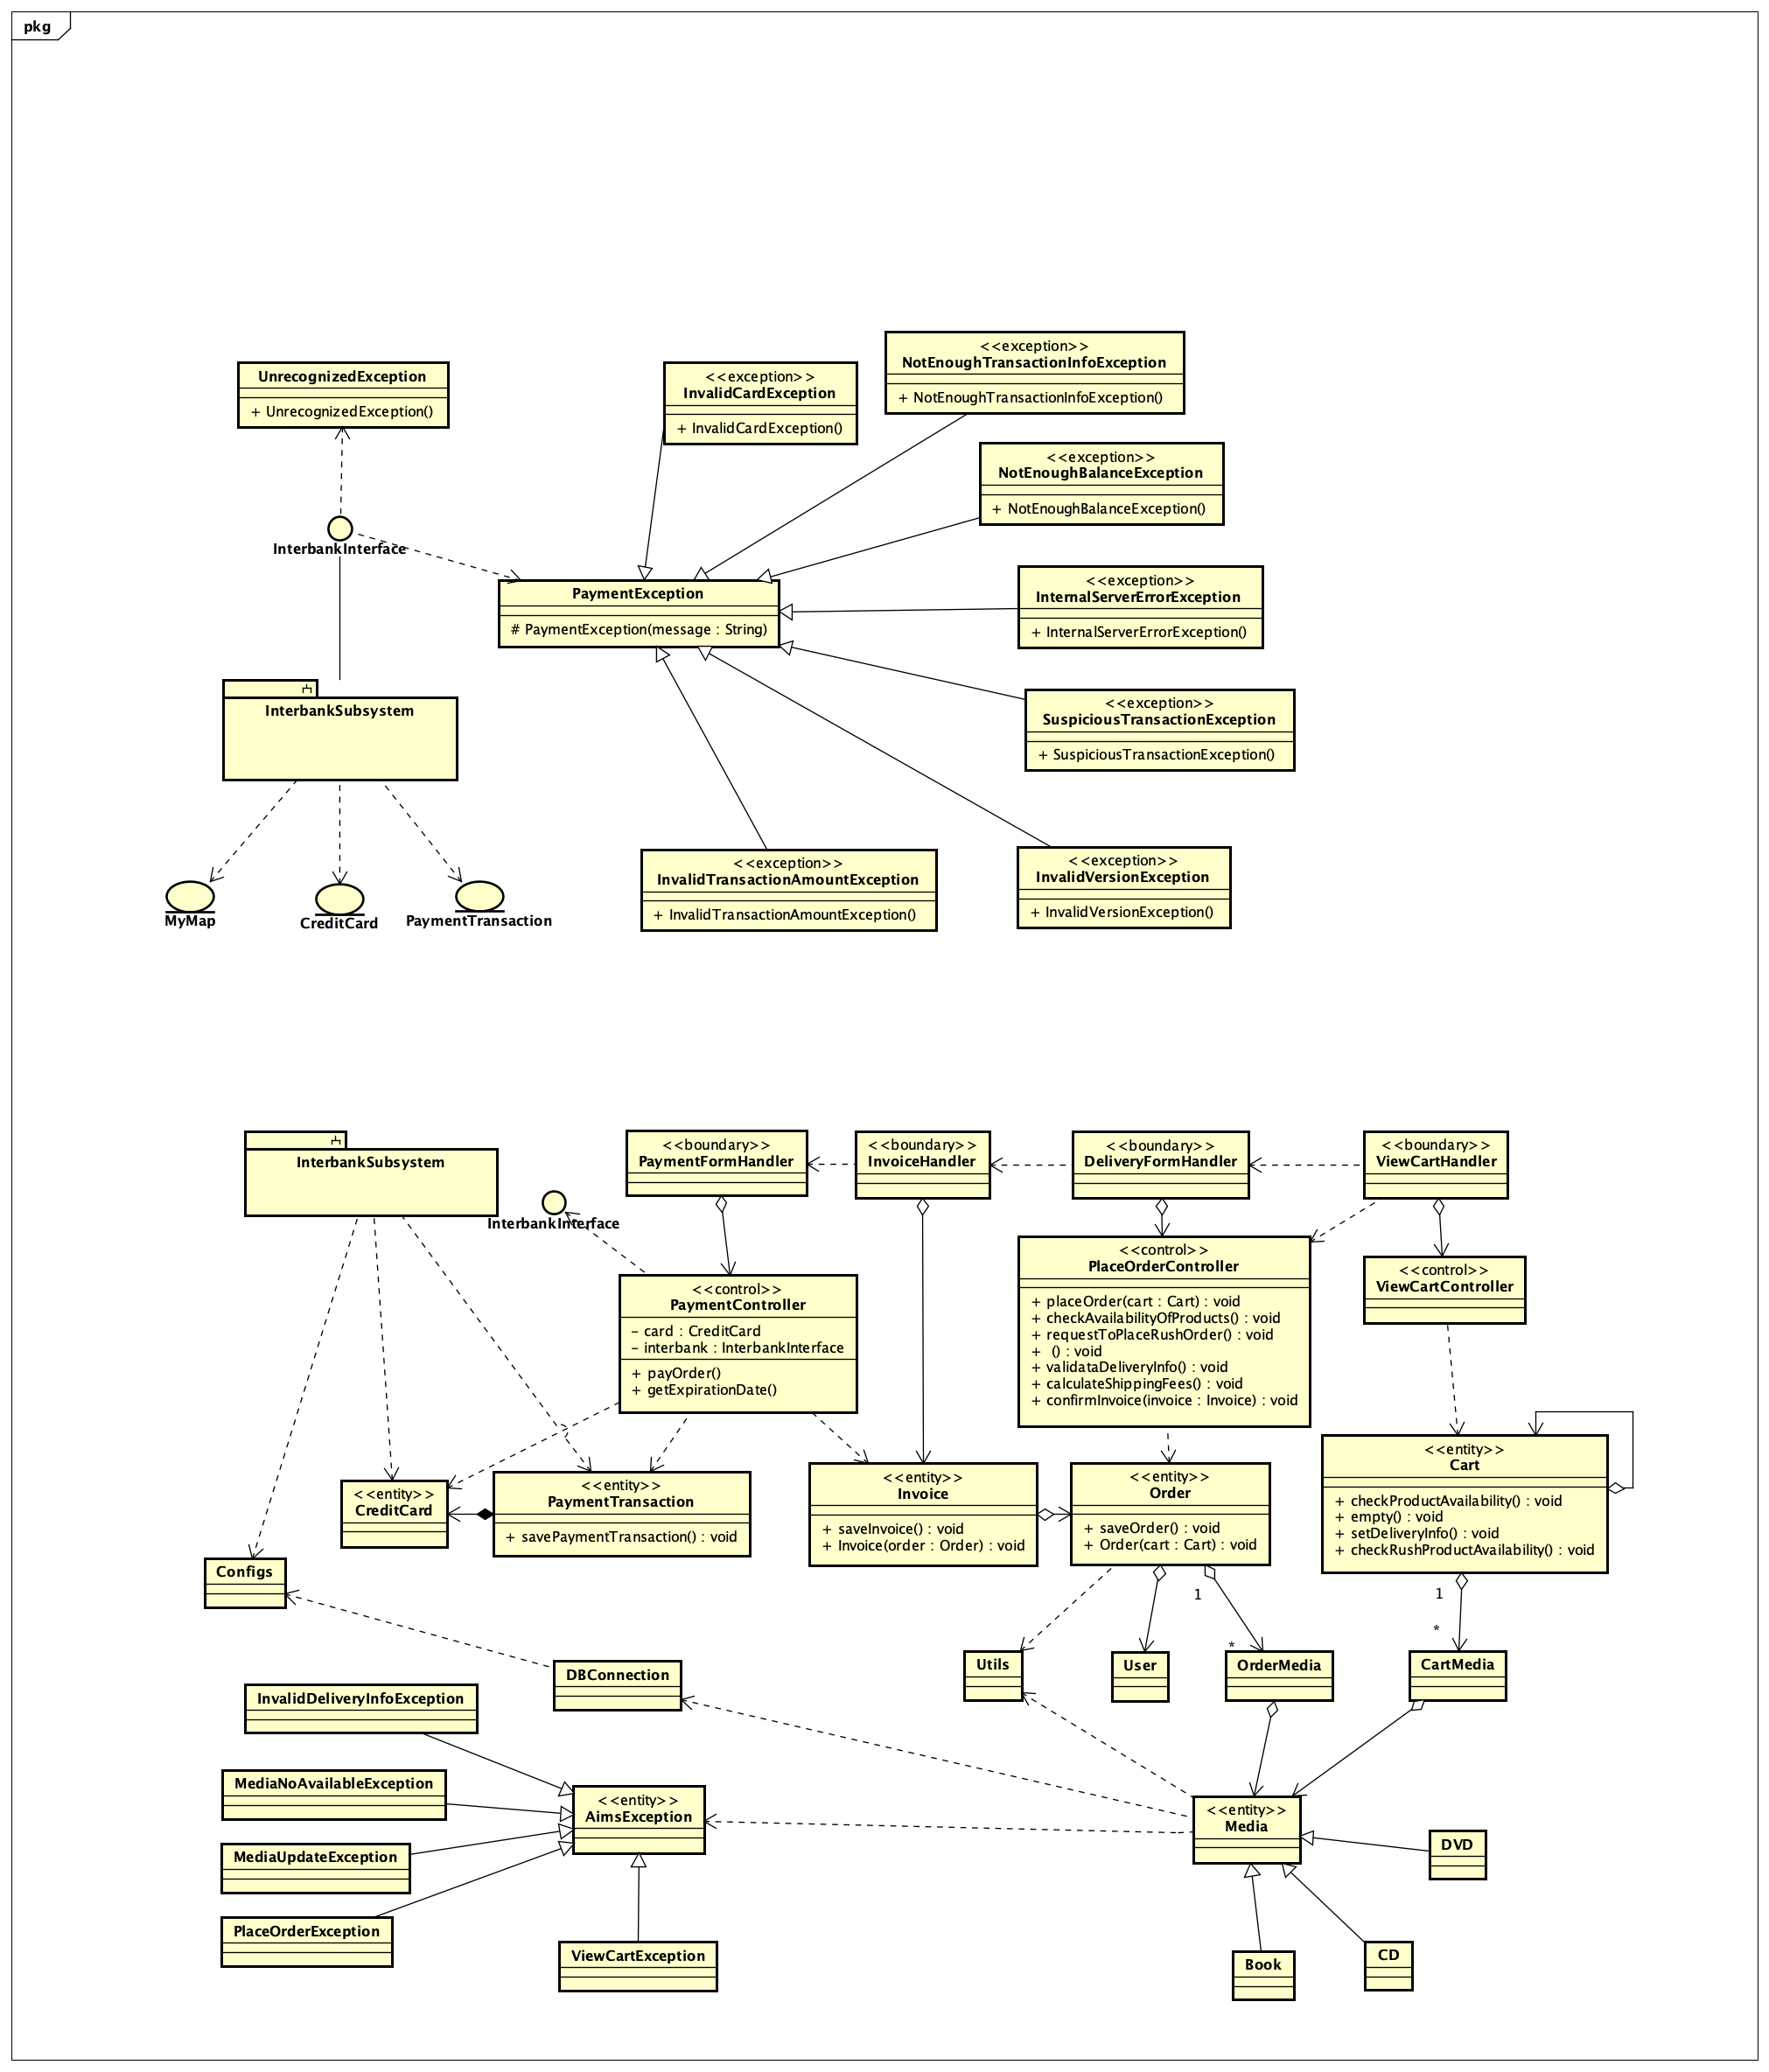 pkg
<<exception>>
NotEnoughTransactionInfoException
+ NotEnoughTransactionInfoException()
UnrecognizedException
+ UnrecognizedException()
<<exception>>
InvalidCardException
+ InvalidCardException()
<<exception>>
NotEnoughBalanceException
+ NotEnoughBalanceException()
InterbankInterface
PaymentException
# PaymentException(message : String)
<<exception>>
InternalServerErrorException
+ InternalServerErrorException()
InterbankSubsystem
<<exception>>
SuspiciousTransactionException
+ SuspiciousTransactionException()
<<exception>>
InvalidTransactionAmountException
+ InvalidTransactionAmountException()
<<exception>>
InvalidVersionException
+ InvalidVersionException()
MyMap
CreditCard
PaymentTransaction
InterbankSubsystem
<<boundary>>
PaymentFormHandler
<<boundary>>
InvoiceHandler
<<boundary>>
DeliveryFormHandler
<<boundary>>
ViewCartHandler
InterbankInterface
<<control>>
PaymentController
- card : CreditCard
- interbank : InterbankInterface
+ payOrder()
+ getExpirationDate()
<<control>>
PlaceOrderController
+ placeOrder(cart : Cart) : void
+ checkAvailabilityOfProducts() : void
+ requestToPlaceRushOrder() : void
+ () : void
+ validataDeliveryInfo() : void
+ calculateShippingFees() : void
+ confirmInvoice(invoice : Invoice) : void
<<control>>
ViewCartController
<<entity>>
CreditCard
<<entity>>
PaymentTransaction
+ savePaymentTransaction() : void
<<entity>>
Invoice
+ saveInvoice() : void
+ Invoice(order : Order) : void
<<entity>>
Order
+ saveOrder() : void
+ Order(cart : Cart) : void
<<entity>>
Cart
+ checkProductAvailability() : void
+ empty() : void
+ setDeliveryInfo() : void
+ checkRushProductAvailability() : void
Configs
1
*
1
*
DBConnection
Utils
User
OrderMedia
CartMedia
InvalidDeliveryInfoException
MediaNoAvailableException
MediaUpdateException
PlaceOrderException
<<entity>>
AimsException
ViewCartException
<<entity>>
Media
DVD
Book
CD